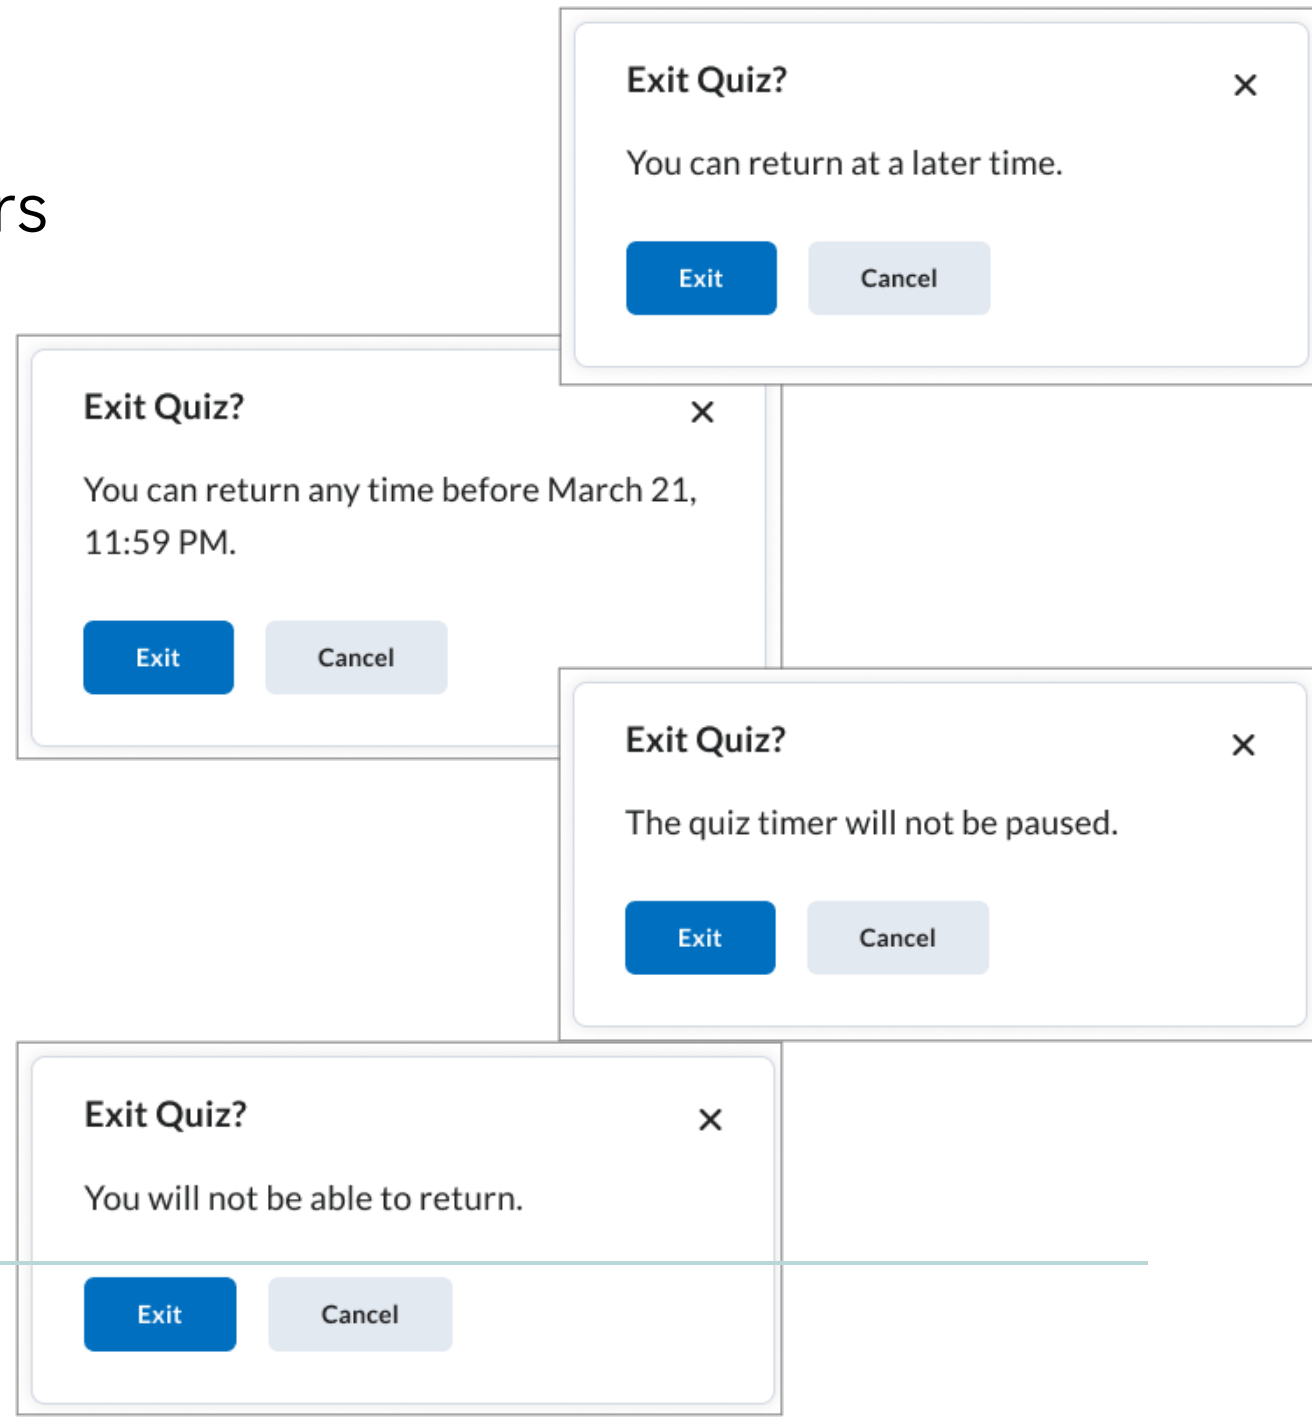 Exit Quiz?
You can return at a later time.
Exit
Cancel
rs
Exit Quiz?
You can return any time before March 21,
11:59 PM.
Exit
Cancel
Exit Quiz?
The quiz timer will not be paused.
Exit
Cancel
Exit Quiz?
You will not be able to return.
Exit
Cancel